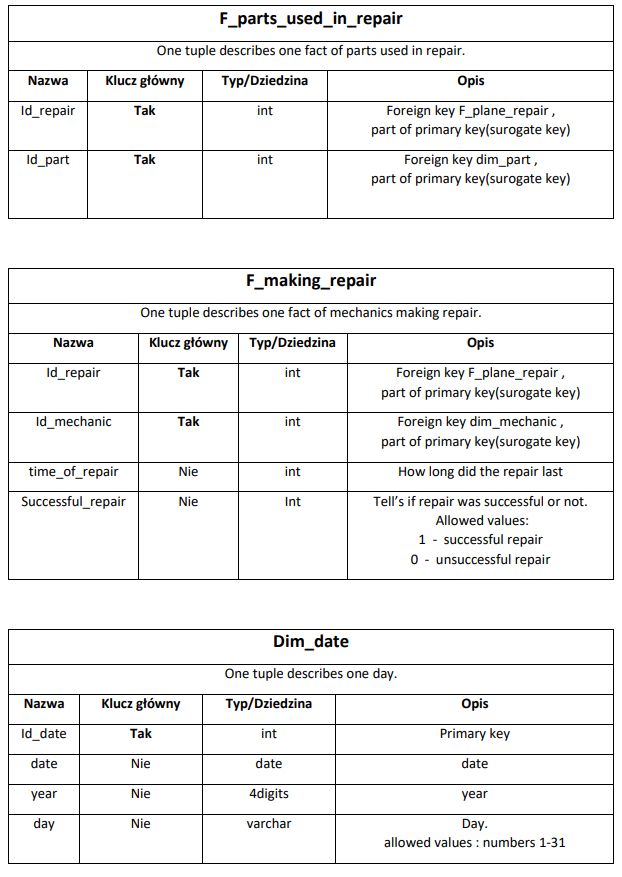 F_parts_used_in_repair
One tuple describes one fact of parts used in repair.
Nazwa Klucz główny Typ/Dziedzina Opis
Id_repair Tak int Foreign key F_plane_repair ,
part of primary key(surogate key)
Id_part Tak int Foreign key dim_part ,
part of primary key(surogate key)
F_making_repair
One tuple describes one fact of mechanics making repair.
Nazwa Klucz główny Typ/Dziedzina Opis
Id_repair Tak int Foreign key F_plane_repair ,
part of primary key(surogate key)
Id_mechanic Tak int Foreign key dim_mechanic ,
part of primary key(surogate key)
time_of_repair Nie int How long did the repair last
Successful_repair Nie Int Tell’s if repair was successful or not.
Allowed values:
1 - successful repair
0 - unsuccessful repair
Dim_date
One tuple describes one day.
Nazwa Klucz główny Typ/Dziedzina Opis
Id_date Tak int Primary key
date Nie date date
year Nie 4digits year
day Nie varchar Day.
allowed values : numbers 1-31